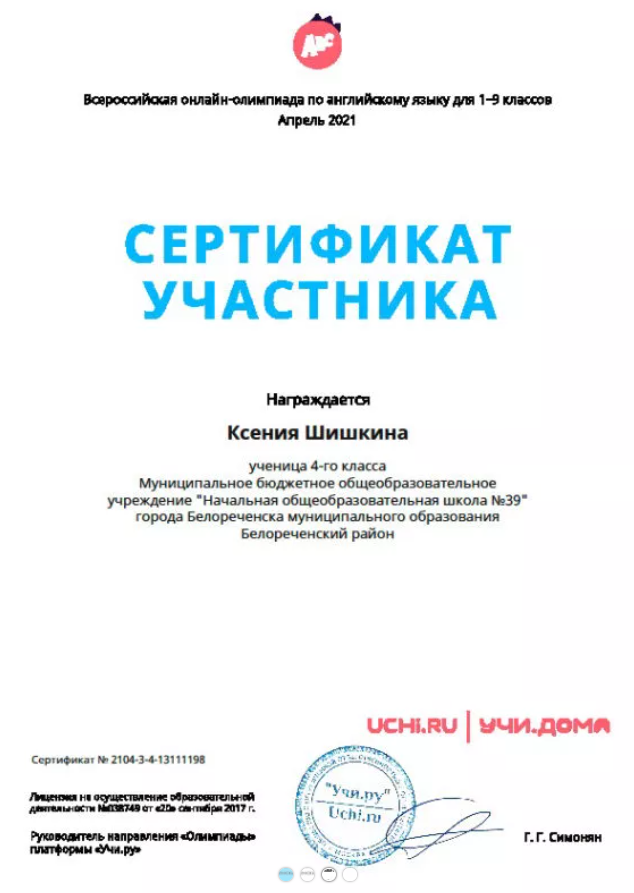 ABC
Всероссийская онлайн-олимпиада по английскому языку для 1–9 классов
Апрель 2021
СЕРТИФИКАТ
УЧАСТНИКА
Награждается
Ксения Шишкина
ученица 4-го класса
Муниципальное бюджетное общеобразовательное
учреждение "Начальная общеобразовательная школа №39"
города Белореченска муниципального образования
Белореченский район
UCHi.RU | УЧИ.ДОМА
Сертификат № 2104-3-4-13111198
Лицензия на осуществление образовательной
деятельности №038749 от «20» сентября 2017 г.
"Учи.ру"
Uchi.ru
Руководитель направления «Олимпиады»
платформы «Учи.ру»
Г. Г. Симонян